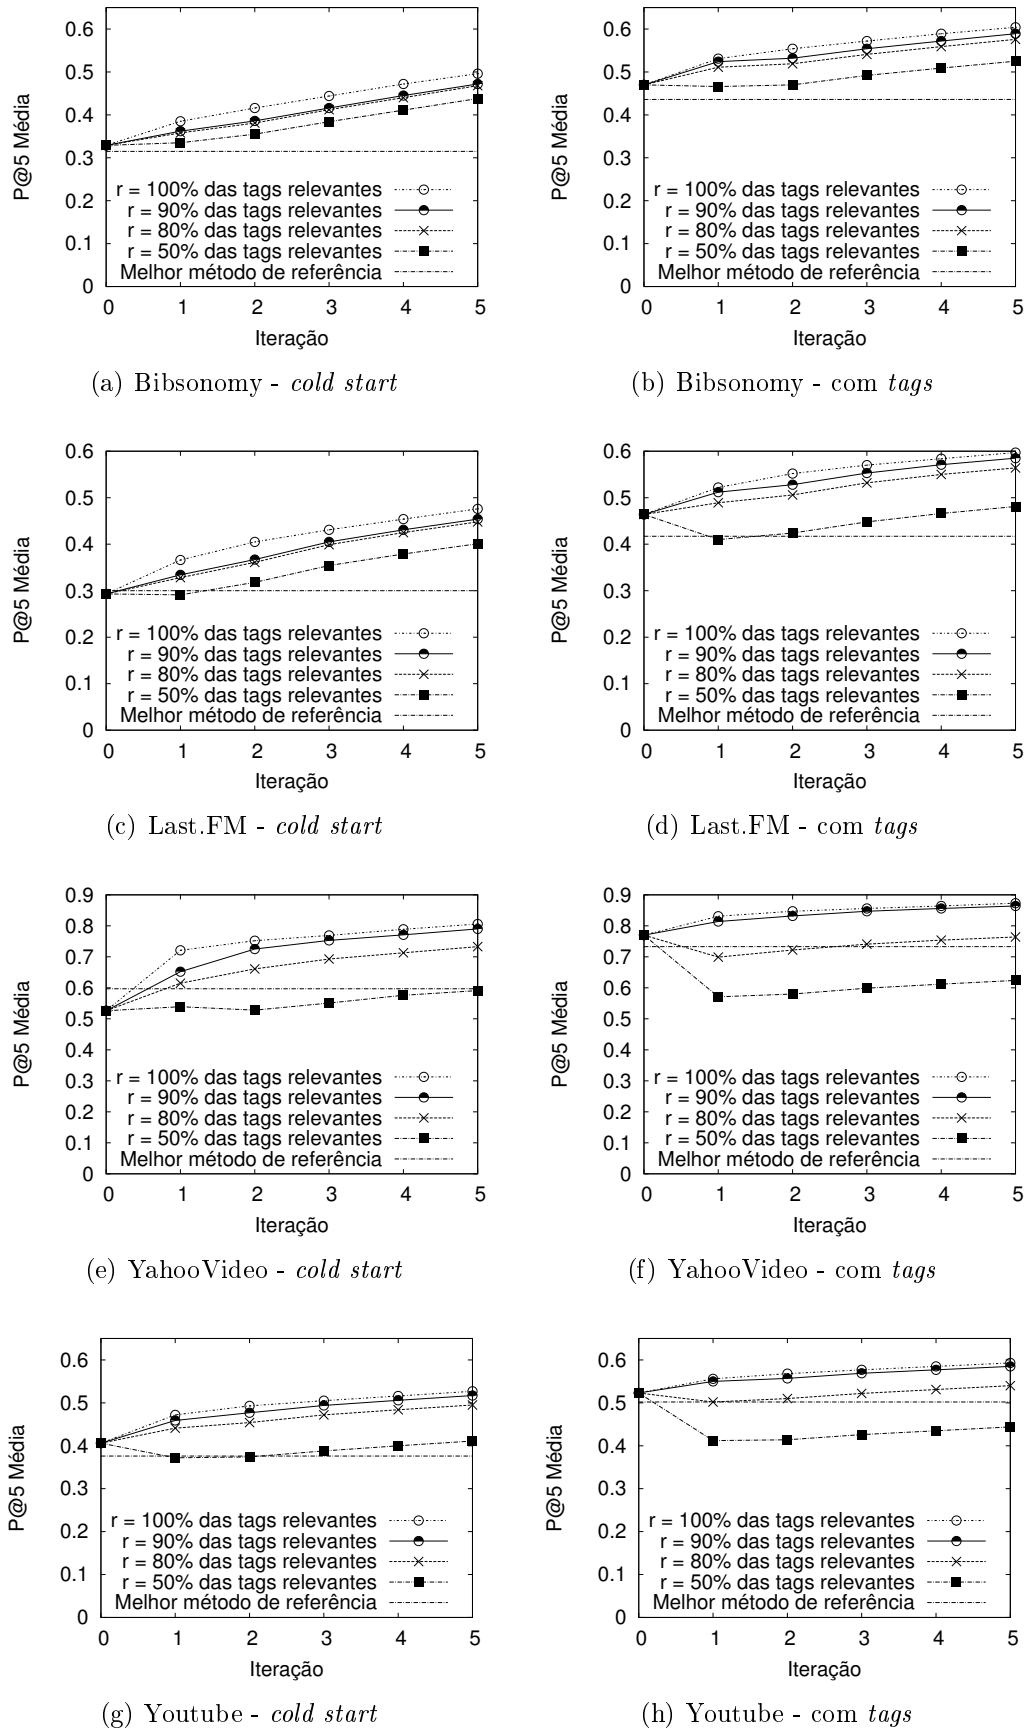 0.6
0.5
0.4
0.3
0.2
0.1
0
P@5 Média
r = 100% das tags relevantes
r = 90% das tags relevantes
r = 80% das tags relevantes
r = 50% das tags relevantes
Melhor método de referência
0 1 2 3 4 5
Iteração
(a) Bibsonomy - cold start
0.6
0.5
0.4
0.3
0.2
0.1
0
P@5 Média
r = 100% das tags relevantes
r = 90% das tags relevantes
r = 80% das tags relevantes
r = 50% das tags relevantes
Melhor método de referência
0 1 2 3 4 5
Iteração
(b) Bibsonomy - com tags
0.6
0.5
0.4
0.3
0.2
0.1
0
P@5 Média
r = 100% das tags relevantes
r = 90% das tags relevantes
r = 80% das tags relevantes
r = 50% das tags relevantes
Melhor método de referência
0 1 2 3 4 5
Iteração
(c) Last.FM - cold start
0.6
0.5
0.4
0.3
0.2
0.1
0
P@5 Média
r = 100% das tags relevantes
r = 90% das tags relevantes
r = 80% das tags relevantes
r = 50% das tags relevantes
Melhor método de referência
0 1 2 3 4 5
Iteração
(d) Last.FM - com tags
0.9
0.8
0.7
0.6
0.5
0.4
0.3
0.2
0.1
0
P@5 Média
r = 100% das tags relevantes
r = 90% das tags relevantes
r = 80% das tags relevantes
r = 50% das tags relevantes
Melhor método de referência
0 1 2 3 4 5
Iteração
(e) YahooVideo - cold start
0.9
0.8
0.7
0.6
0.5
0.4
0.3
0.2
0.1
0
P@5 Média
r = 100% das tags relevantes
r = 90% das tags relevantes
r = 80% das tags relevantes
r = 50% das tags relevantes
Melhor método de referência
0 1 2 3 4 5
Iteração
(f) YahooVideo - com tags
0.6
0.5
0.4
0.3
0.2
0.1
0
P@5 Média
r = 100% das tags relevantes
r = 90% das tags relevantes
r = 80% das tags relevantes
r = 50% das tags relevantes
Melhor método de referência
0 1 2 3 4 5
Iteração
(g) Youtube - cold start
0.6
0.5
0.4
0.3
0.2
0.1
0
P@5 Média
r = 100% das tags relevantes
r = 90% das tags relevantes
r = 80% das tags relevantes
r = 50% das tags relevantes
Melhor método de referência
0 1 2 3 4 5
Iteração
(h) Youtube - com tags